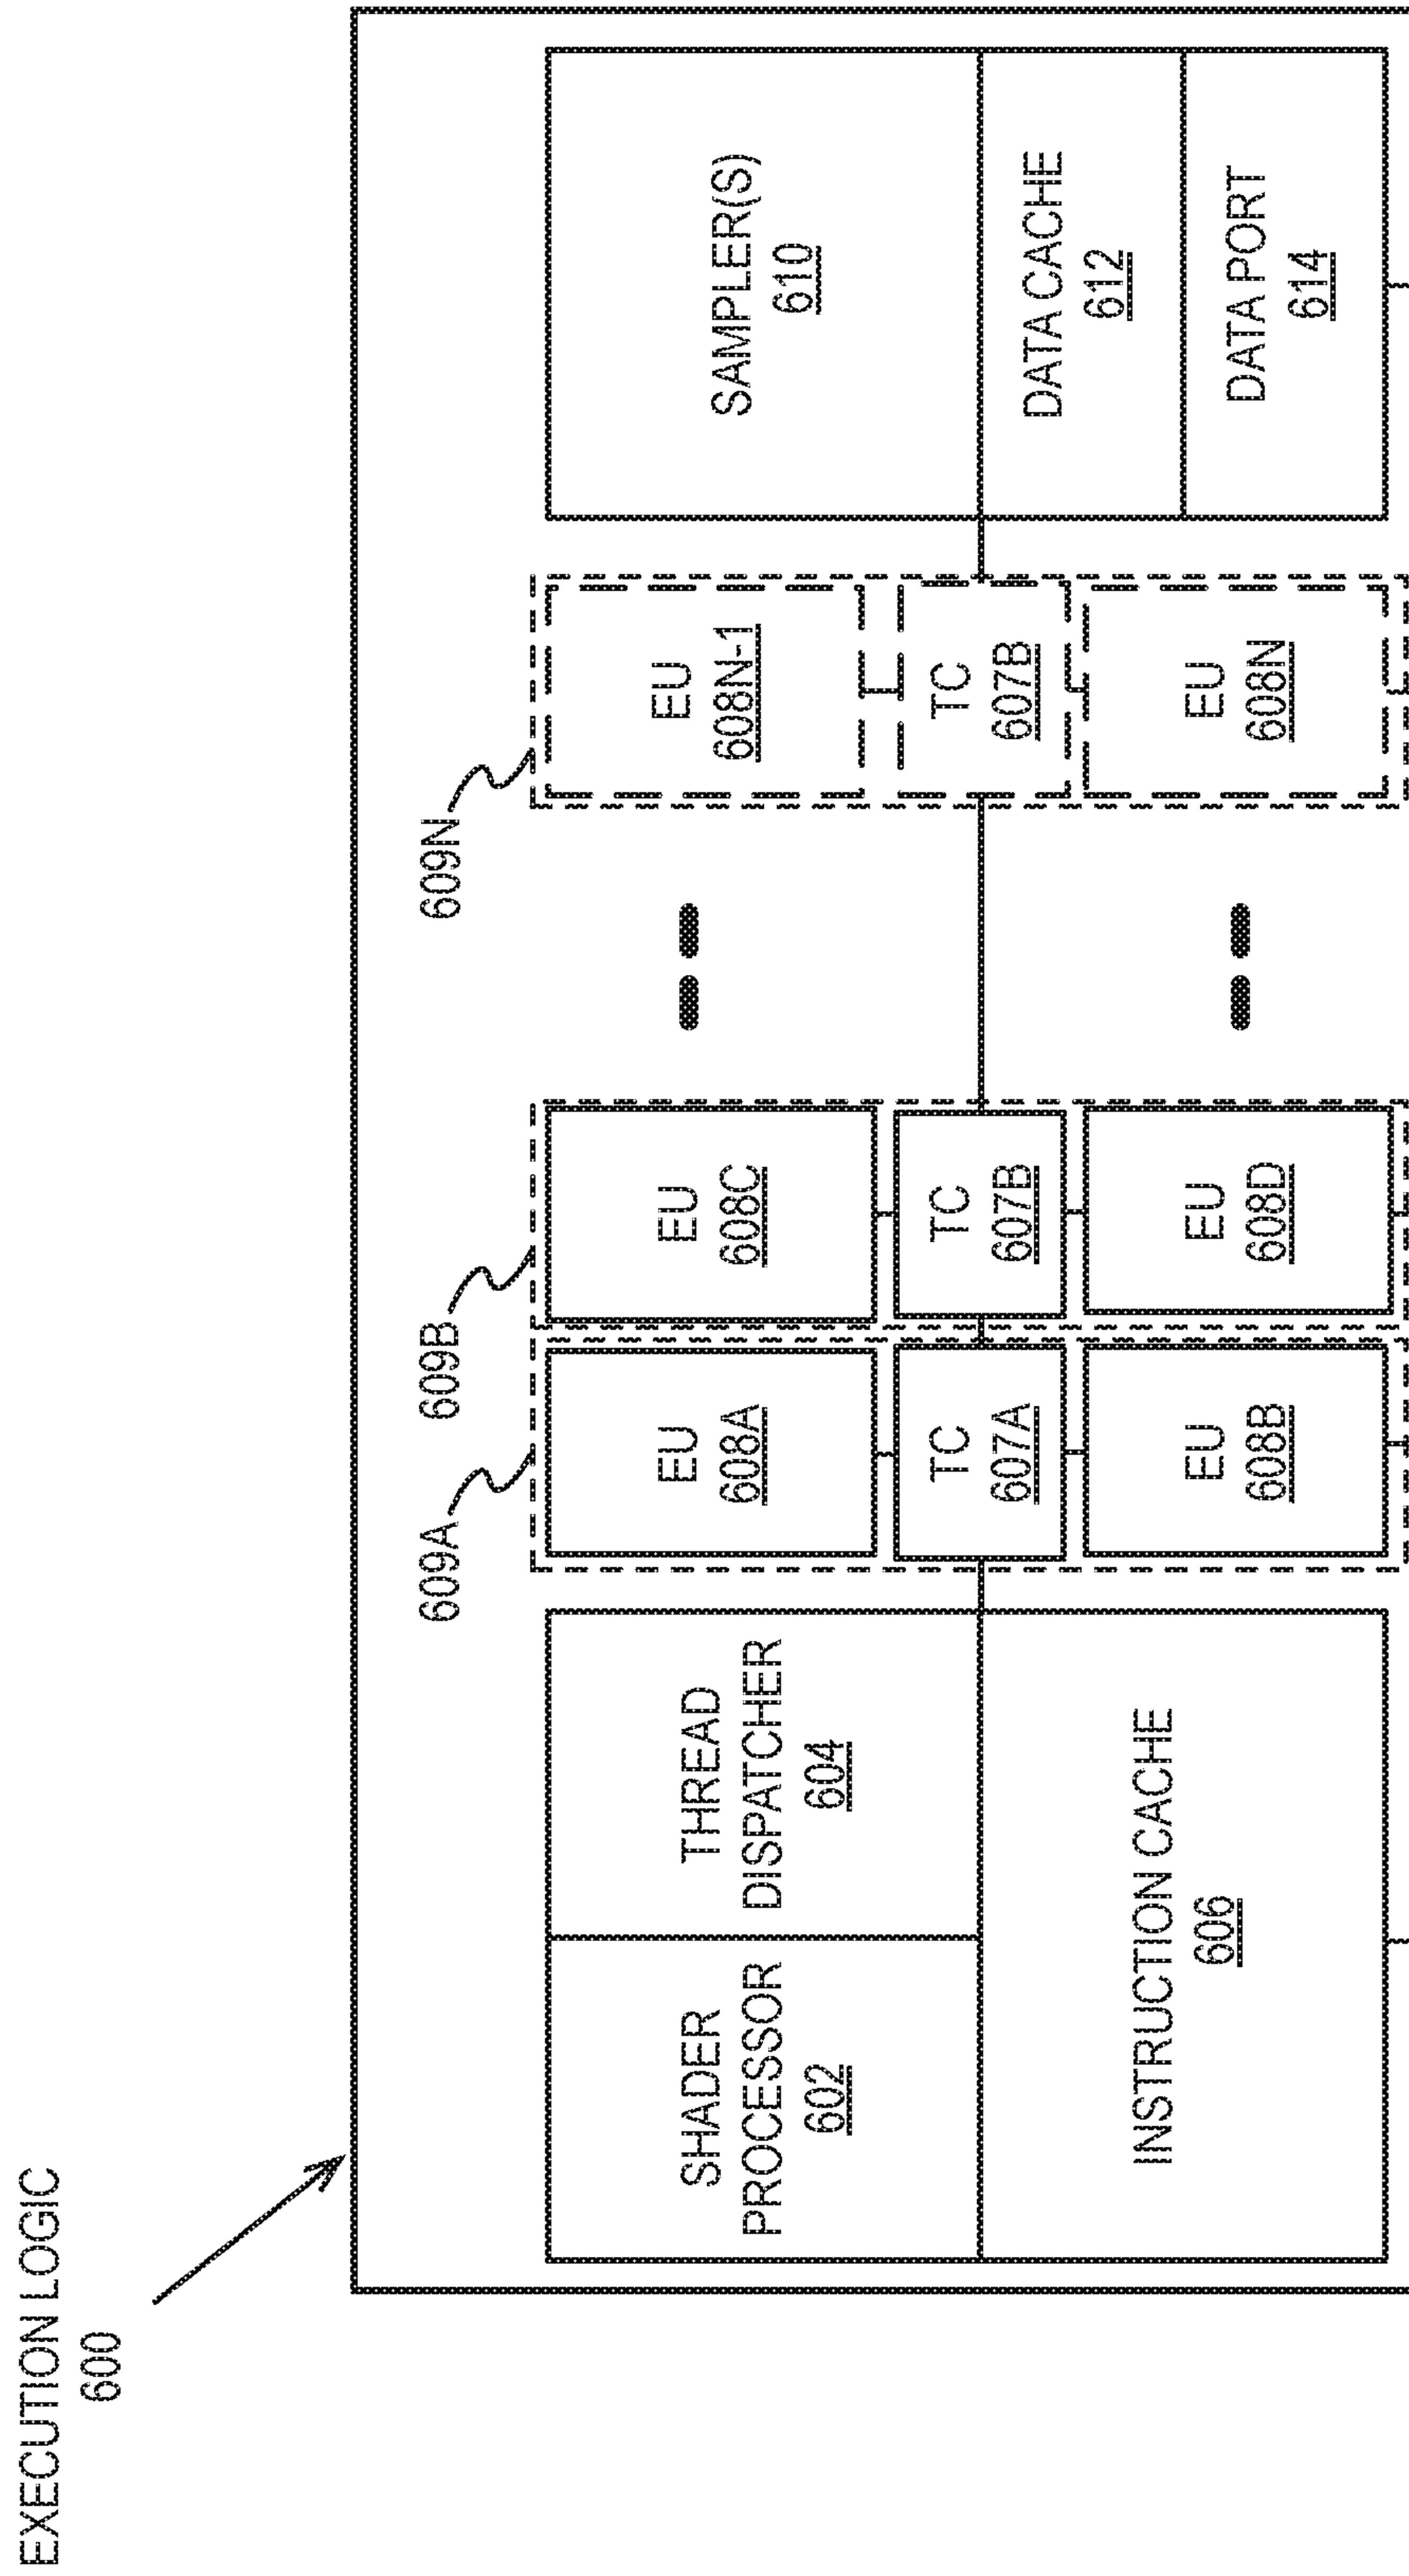 EXECUTION LOGIC
600
609A
609B
609N
SHADER
PROCESSOR
602
THREAD
DISPATCHER
604
INSTRUCTION CACHE
606
EU
608A
TC
607A
EU
608B
EU
608C
TC
607B
EU
608D
EU
608N-1
TC
607B
EU
608N
SAMPLER(S)
610
DATA CACHE
612
DATA PORT
614